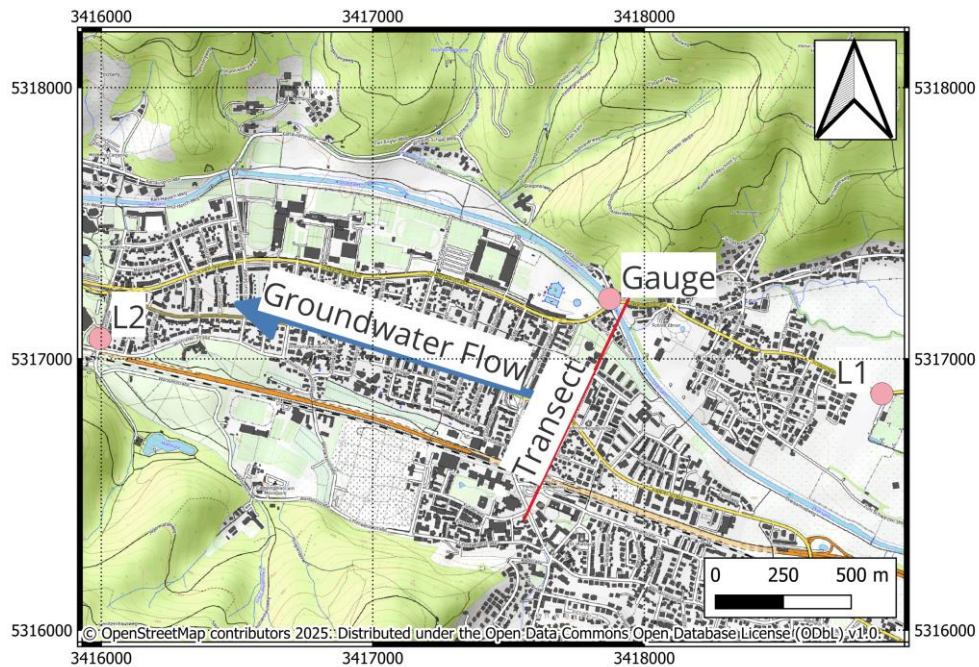 3416000 3417000 3418000
5318000 5318000
Gauge
Groundwater Flow
L2
5317000 5317000
L1
Transect
0 250 500 m
5316000 5316000
© OpenStreetMap contributors 2025: Distributed under the Open Data Commons Open Database License (ODbL) v1.0.
3416000 3417000 3418000